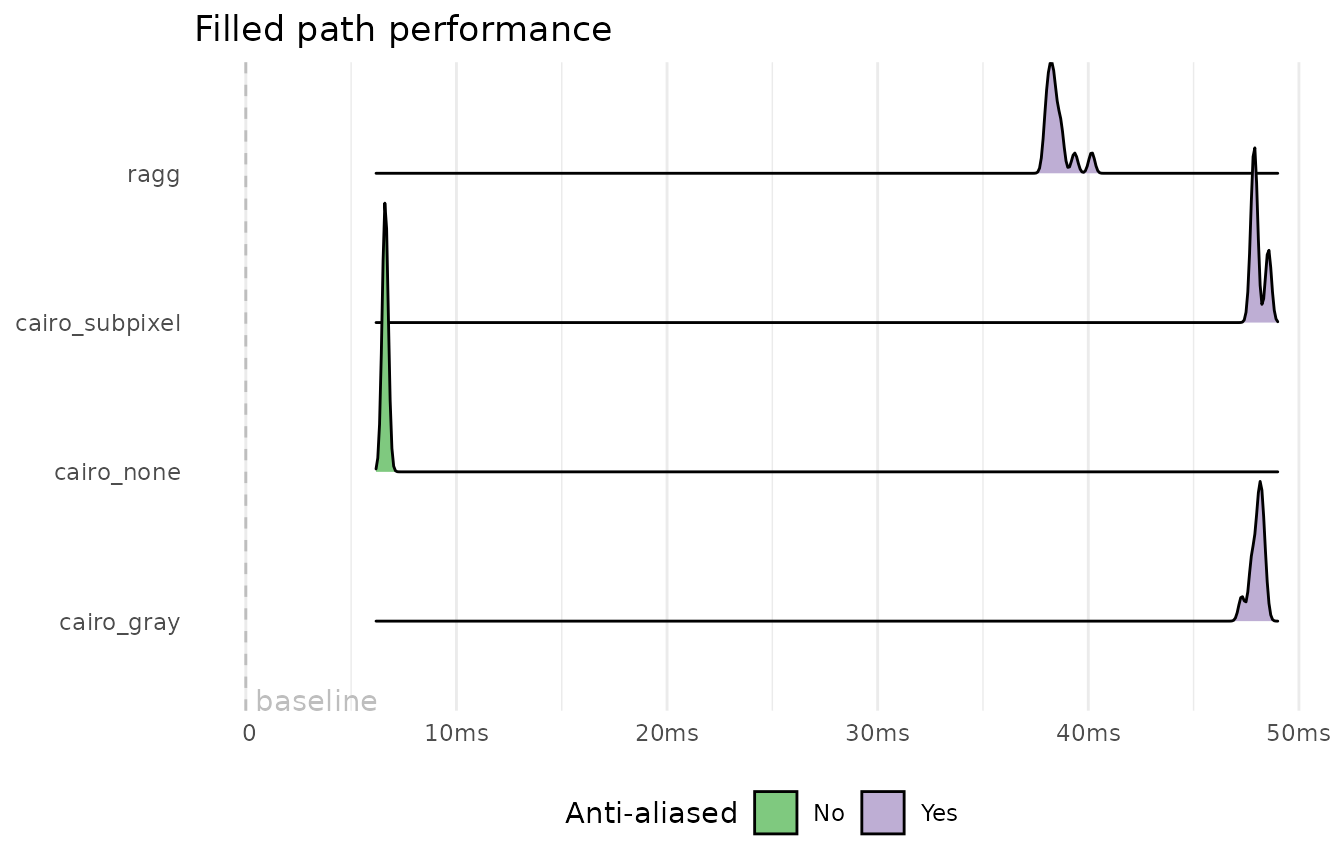 Filled path performance
ragg
cairo_subpixel
cairo_none
cairo_gray
baseline
0 10ms 20ms 30ms 40ms 50ms
Anti-aliased No Yes